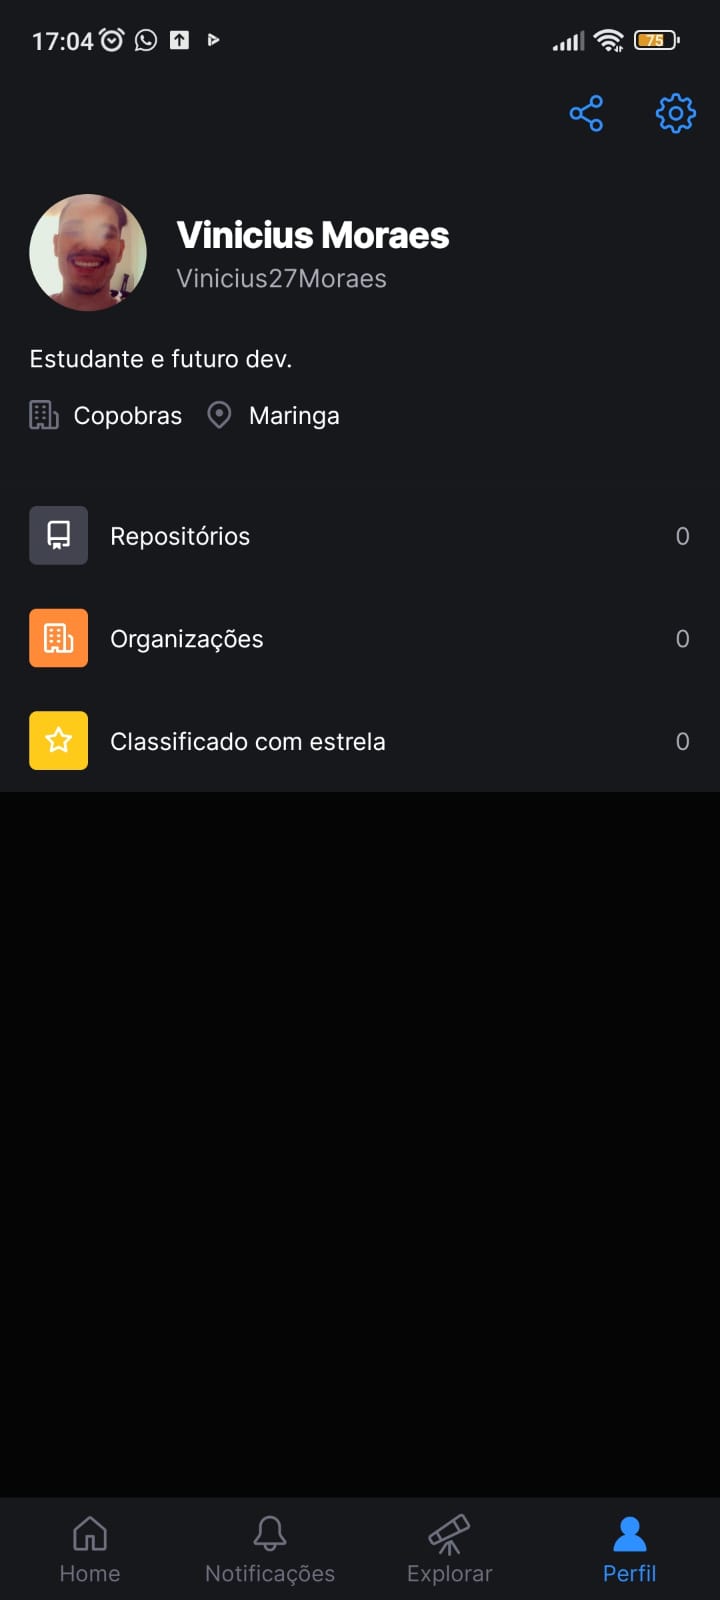 17:04
75
Vinicius Moraes
Vinicius27Moraes
Estudante e futuro dev.
Copobras Maringa
Repositórios 0
Organizações 0
Classificado com estrela 0
Home Notificações Explorar Perfil